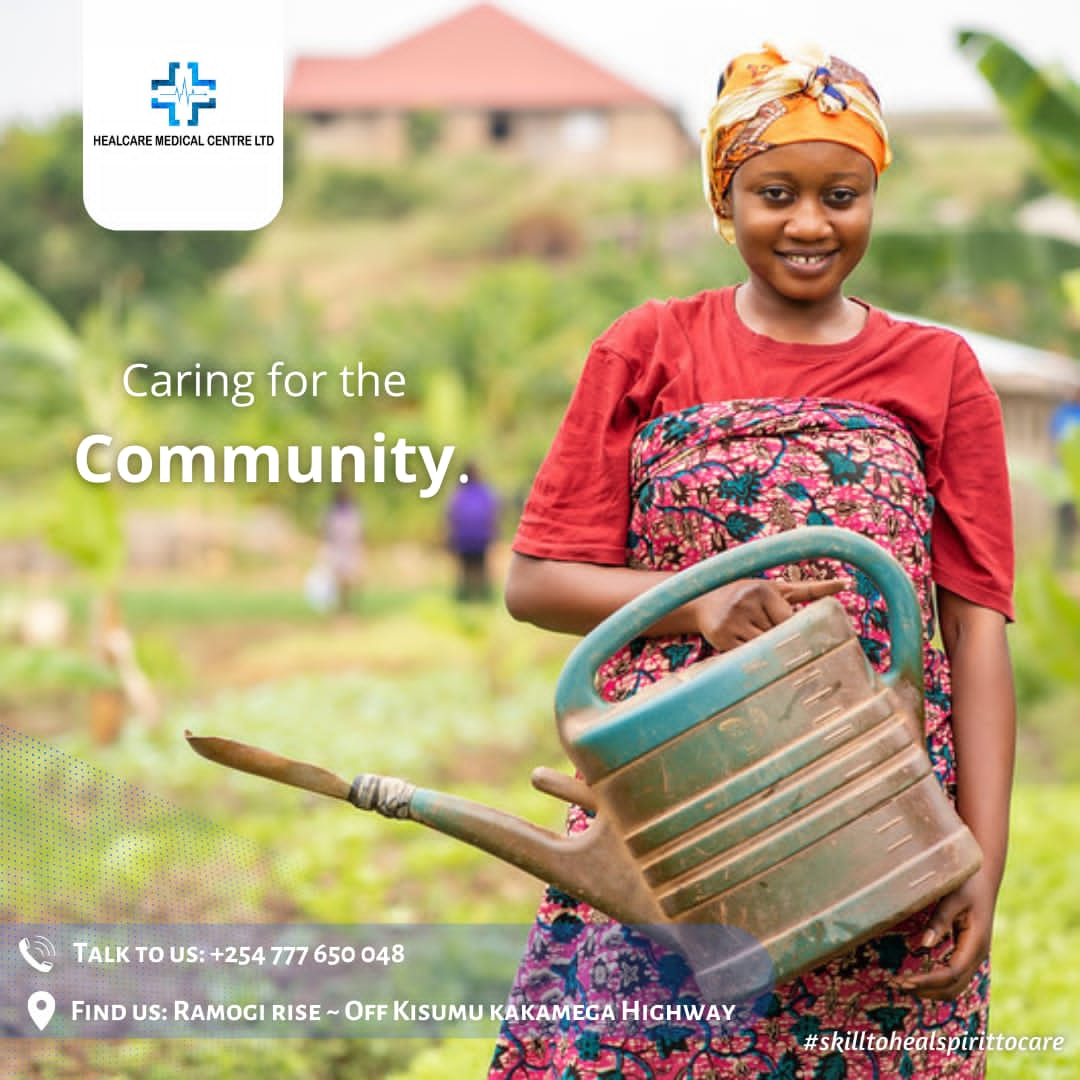 HEALCARE MEDICAL CENTRE LTD
Caring for the
Community.
Talk to us: +254 777 650 048
Find us: Ramogi rise ~ Off Kisumu kakamega Highway
#skilltohealspirittocare